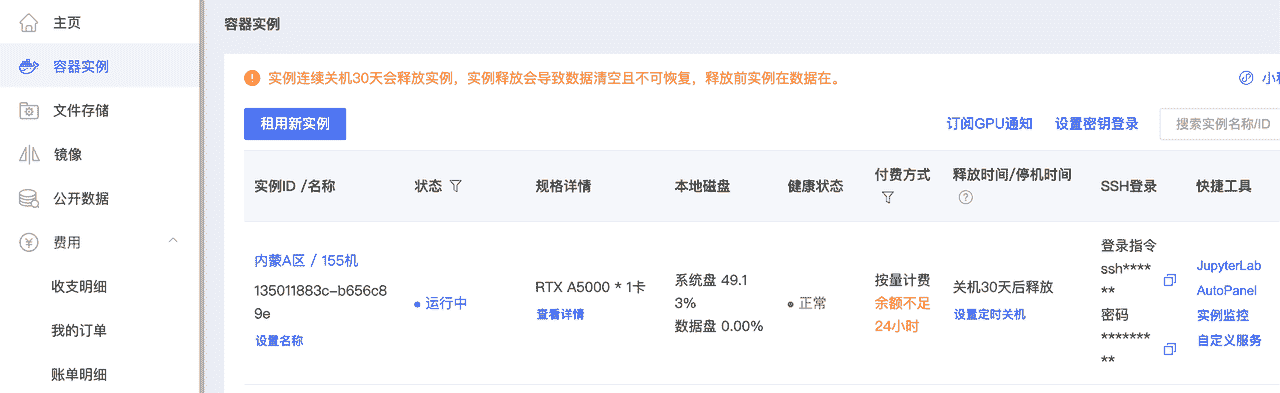 主页
容器实例
文件存储
镜像
公开数据
费用
收支明细
我的订单
账单明细
容器实例
实例连续关机30天会释放实例，实例释放会导致数据清空且不可恢复，释放前实例在数据在。
租用新实例
订阅GPU通知
设置密钥登录
搜索实例名称/ID
实例ID /名称
状态
规格详情
本地磁盘
健康状态
付费方式
释放时间/停机时间
SSH登录
快捷工具
内蒙A区 / 155机
135011883c-b656c8
9e
设置名称
运行中
RTX A5000 * 1卡
查看详情
系统盘 49.1
3%
数据盘 0.00%
正常
按量计费
余额不足
24小时
关机30天后释放
设置定时关机
登录指令
ssh****
**
密码
*******
**
JupyterLab
AutoPanel
实例监控
自定义服务